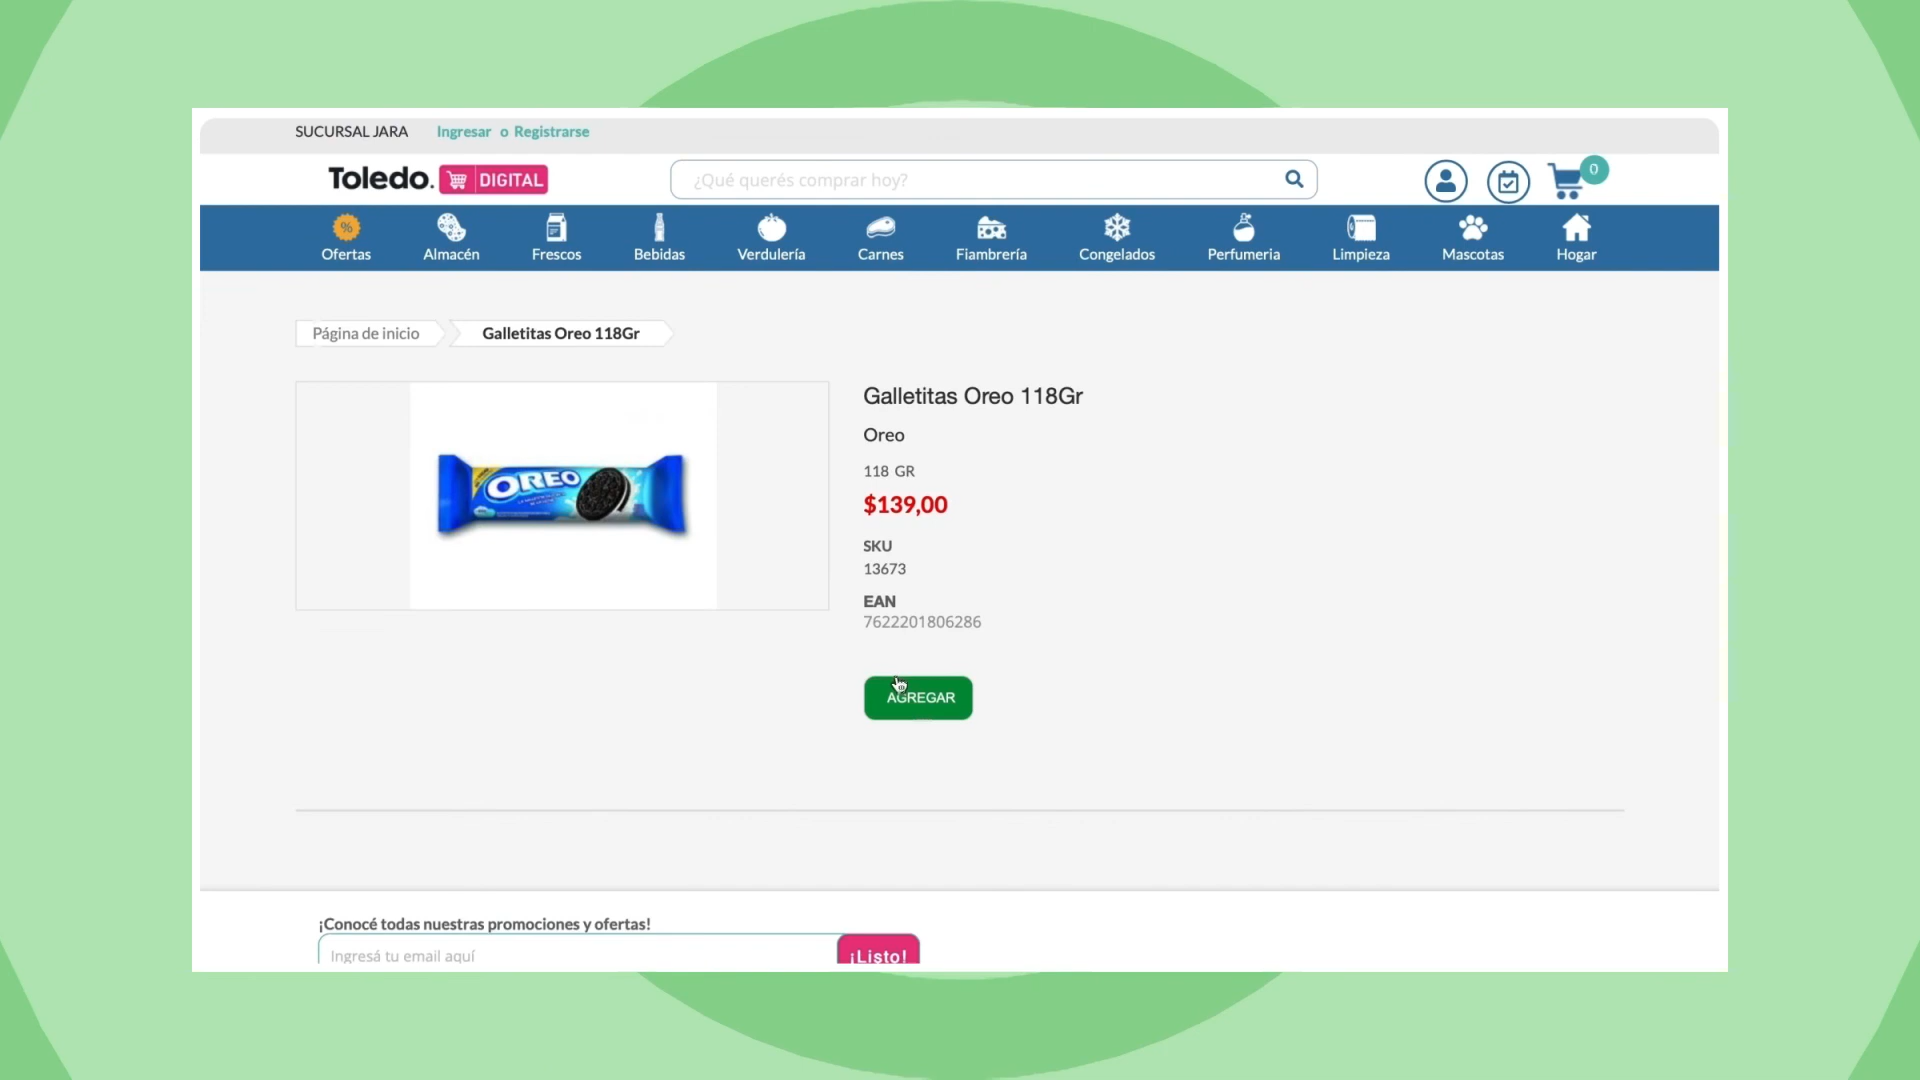 SUCURSAL JARA Ingresar o Registrarse
Toledo. DIGITAL
¿Qué querés comprar hoy?
0
%
Ofertas Almacén Frescos Bebidas Verdulería Carnes Fiambrería Congelados Perfumeria Limpieza Mascotas Hogar
Página de inicio Galletitas Oreo 118Gr
OREO
Galletitas Oreo 118Gr
Oreo
118 GR
$139,00
SKU
13673
EAN
7622201806286
AGREGAR
¡Conocé todas nuestras promociones y ofertas!
Ingresá tu email aquí
¡Listo!